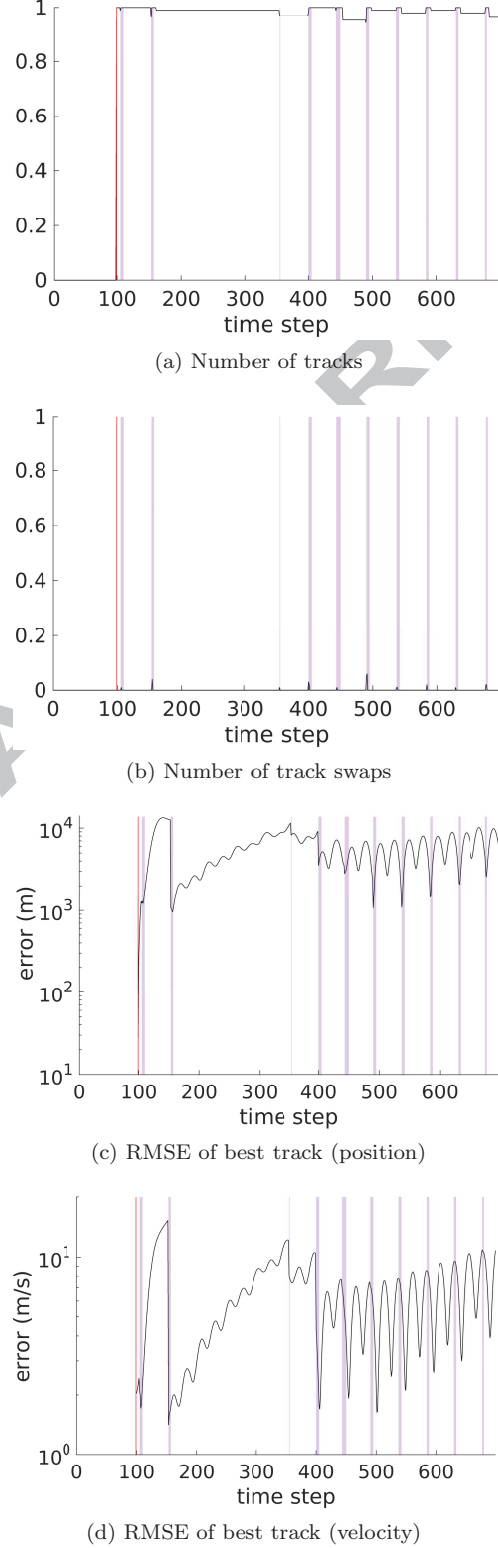 1
0.8
0.6
0.4
0.2
0
0 100 200 300 400 500 600
time step
(a) Number of tracks
R
1
0.8
0.6
0.4
0.2
0
0 100 200 300 400 500 600
time step
(b) Number of track swaps
10^4
10^3
10^2
10^1
error (m)
0 100 200 300 400 500 600
time step
(c) RMSE of best track (position)
10^1
10^0
error (m/s)
0 100 200 300 400 500 600
time step
(d) RMSE of best track (velocity)